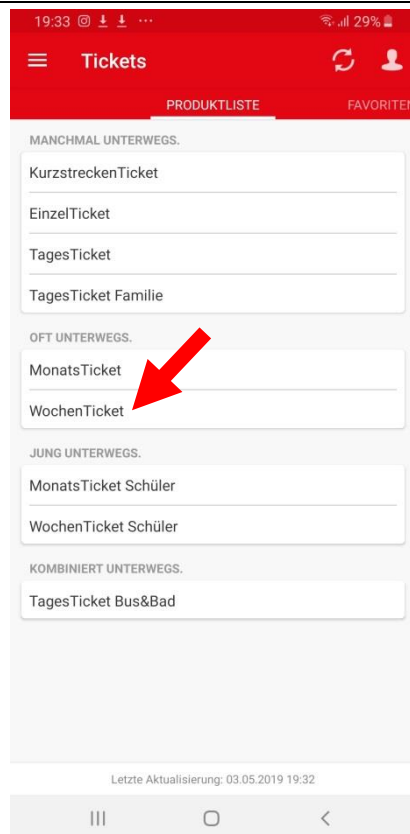 19:33 29%
Tickets
PRODUKTLISTE FAVORITEN
MANCHMAL UNTERWEGS.
KurzstreckenTicket
EinzelTicket
TagesTicket
TagesTicket Familie
OFT UNTERWEGS.
MonatsTicket
WochenTicket
JUNG UNTERWEGS.
MonatsTicket Schüler
WochenTicket Schüler
KOMBINIERT UNTERWEGS.
TagesTicket Bus&Bad
Letzte Aktualisierung: 03.05.2019 19:32